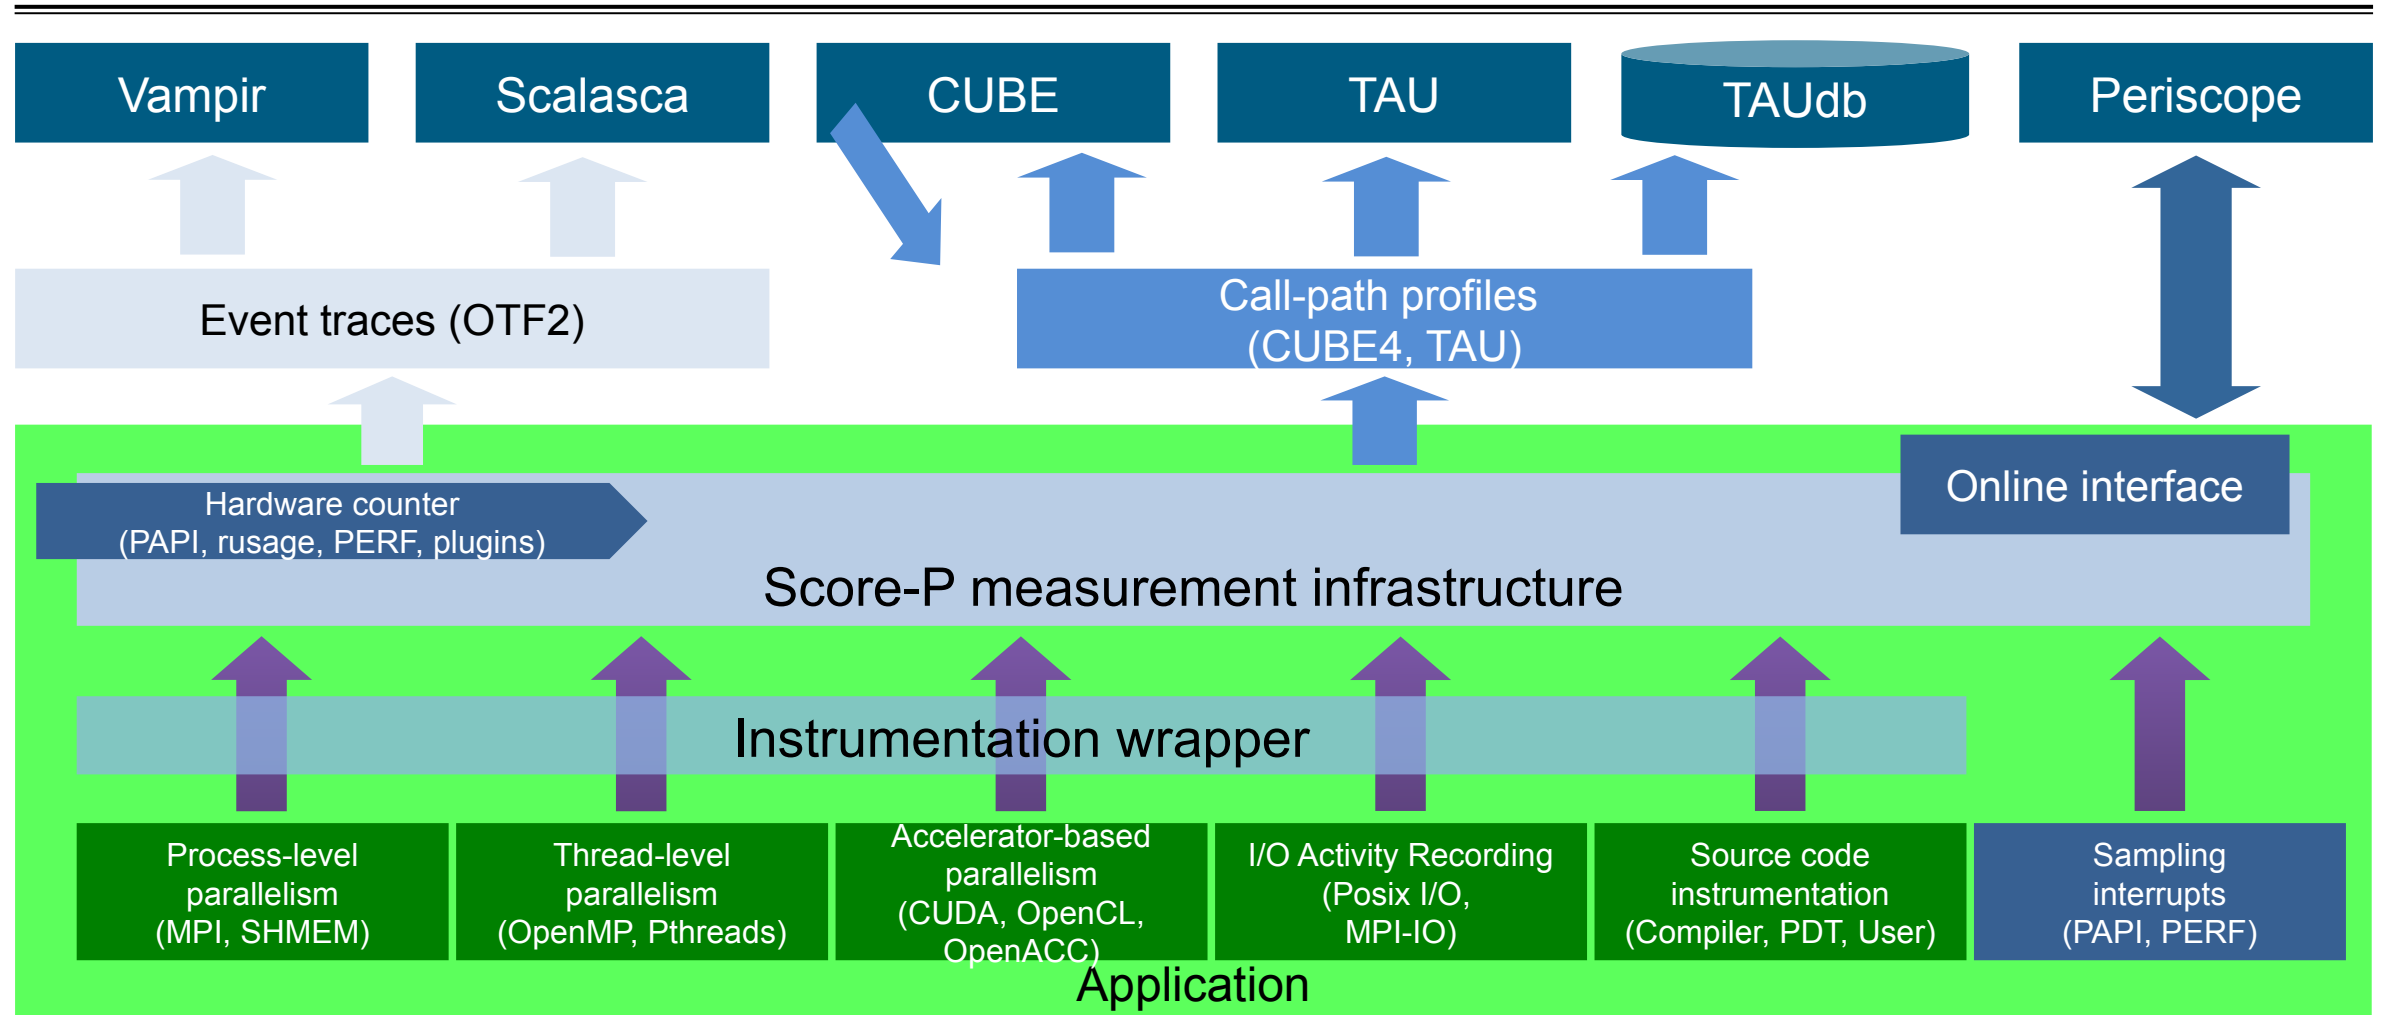 Vampir
Scalasca
CUBE
TAU
TAUdb
Periscope
Event traces (OTF2)
Call-path profiles
(CUBE4, TAU)
Online interface
Hardware counter
(PAPI, rusage, PERF, plugins)
Score-P measurement infrastructure
Instrumentation wrapper
Process-level
parallelism
(MPI, SHMEM)
Thread-level
parallelism
(OpenMP, Pthreads)
Accelerator-based
parallelism
(CUDA, OpenCL,
OpenACC)
I/O Activity Recording
(Posix I/O,
MPI-IO)
Source code
instrumentation
(Compiler, PDT, User)
Sampling
interrupts
(PAPI, PERF)
Application